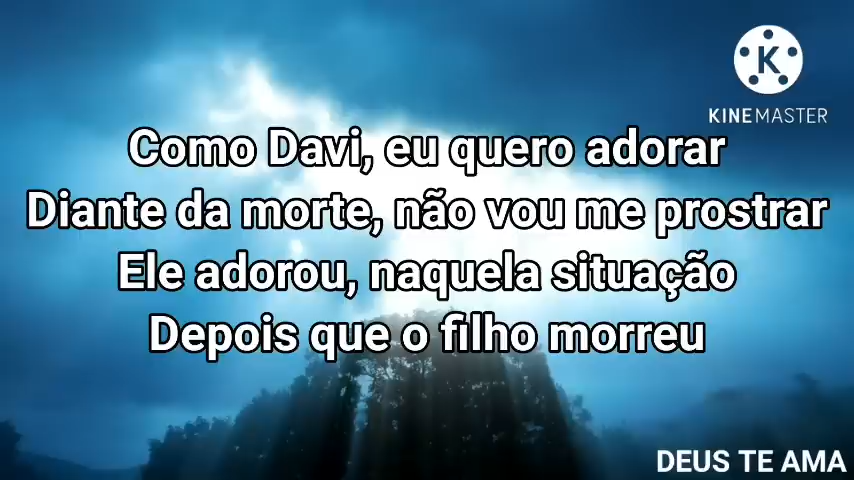 K
KINEMASTER
Como Davi, eu quero adorar
Diante da morte, não vou me prostrar
Ele adorou, naquela situação
Depois que o filho morreu
DEUS TE AMA